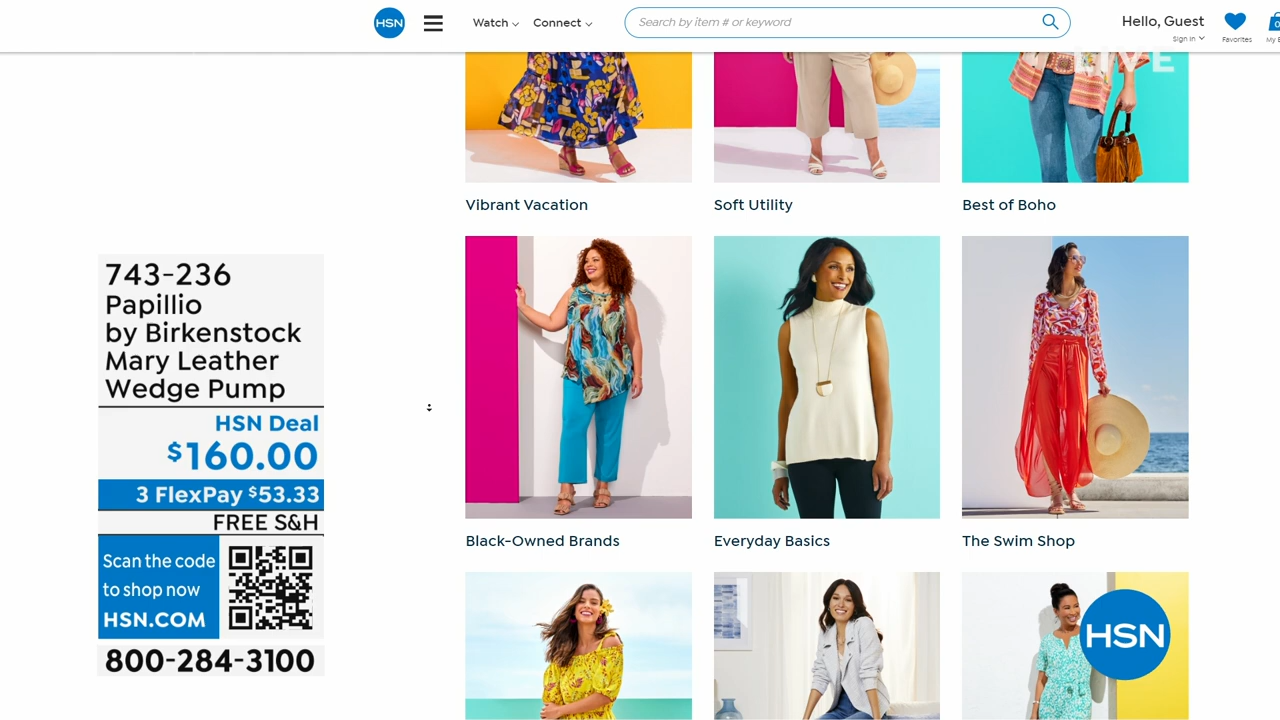 HSN
Watch
Connect
Search by item # or keyword
Hello, Guest
Sign In
Favorites
0
LIVE
Vibrant Vacation
Soft Utility
Best of Boho
743-236
Papillio
by Birkenstock
Mary Leather
Wedge Pump
HSN Deal
$160.00
3 FlexPay $53.33
FREE S&H
Scan the code
to shop now
HSN.COM
800-284-3100
Black-Owned Brands
Everyday Basics
The Swim Shop
HSN